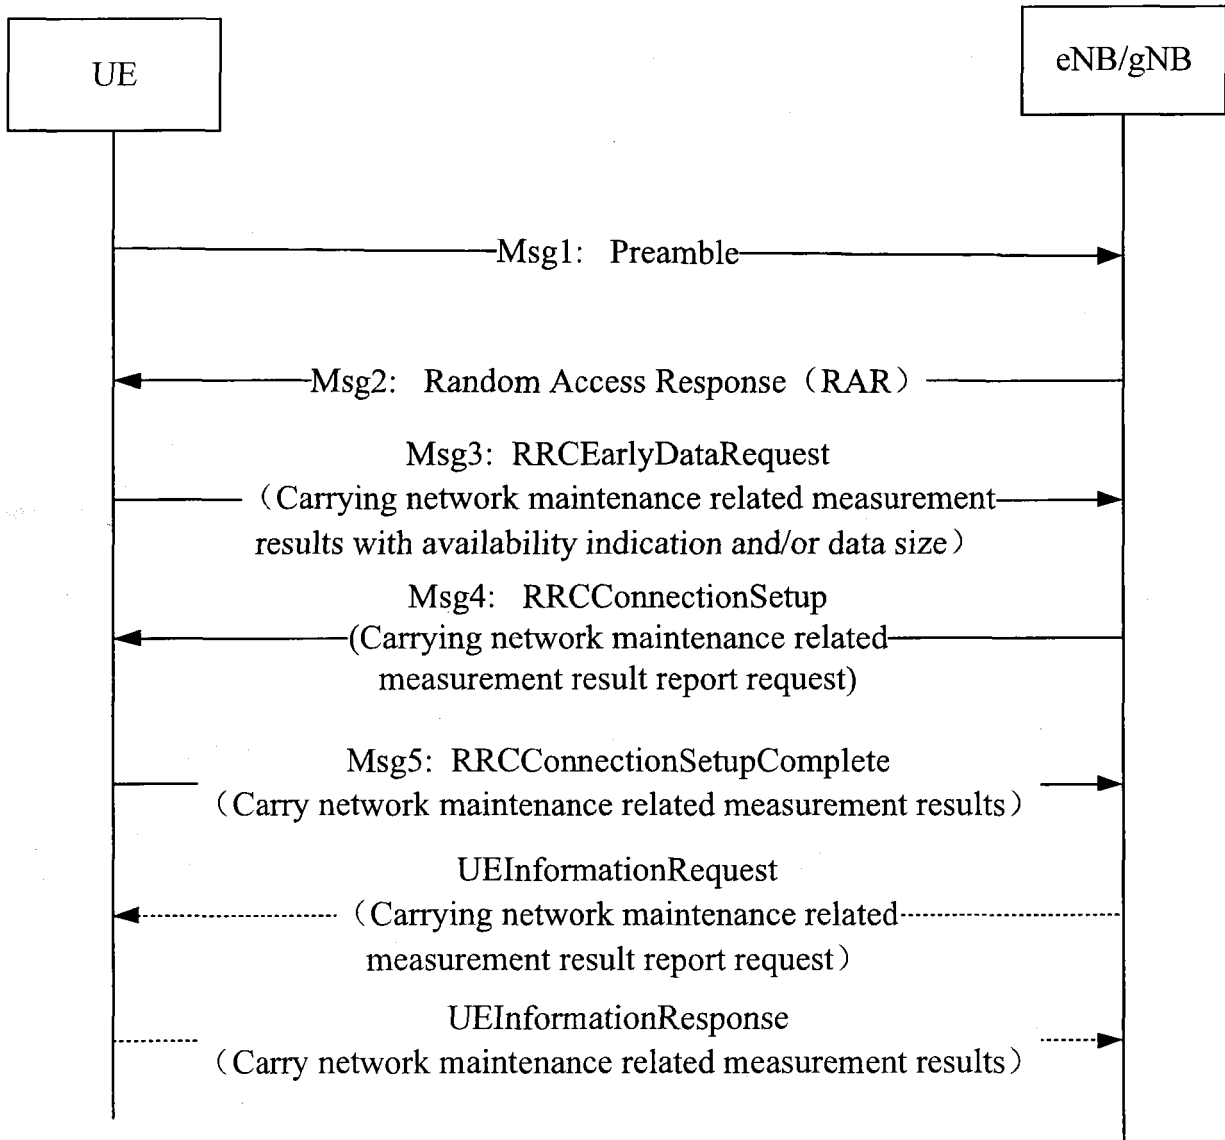 UE
eNB/gNB
Msg1: Preamble
Msg2: Random Access Response（RAR）
Msg3: RRCEarlyDataRequest
（Carrying network maintenance related measurement
results with availability indication and/or data size）
Msg4: RRCConnectionSetup
(Carrying network maintenance related
measurement result report request)
Msg5: RRCConnectionSetupComplete
（Carry network maintenance related measurement results）
UEInformationRequest
（Carrying network maintenance related
measurement result report request）
UEInformationResponse
（Carry network maintenance related measurement results）